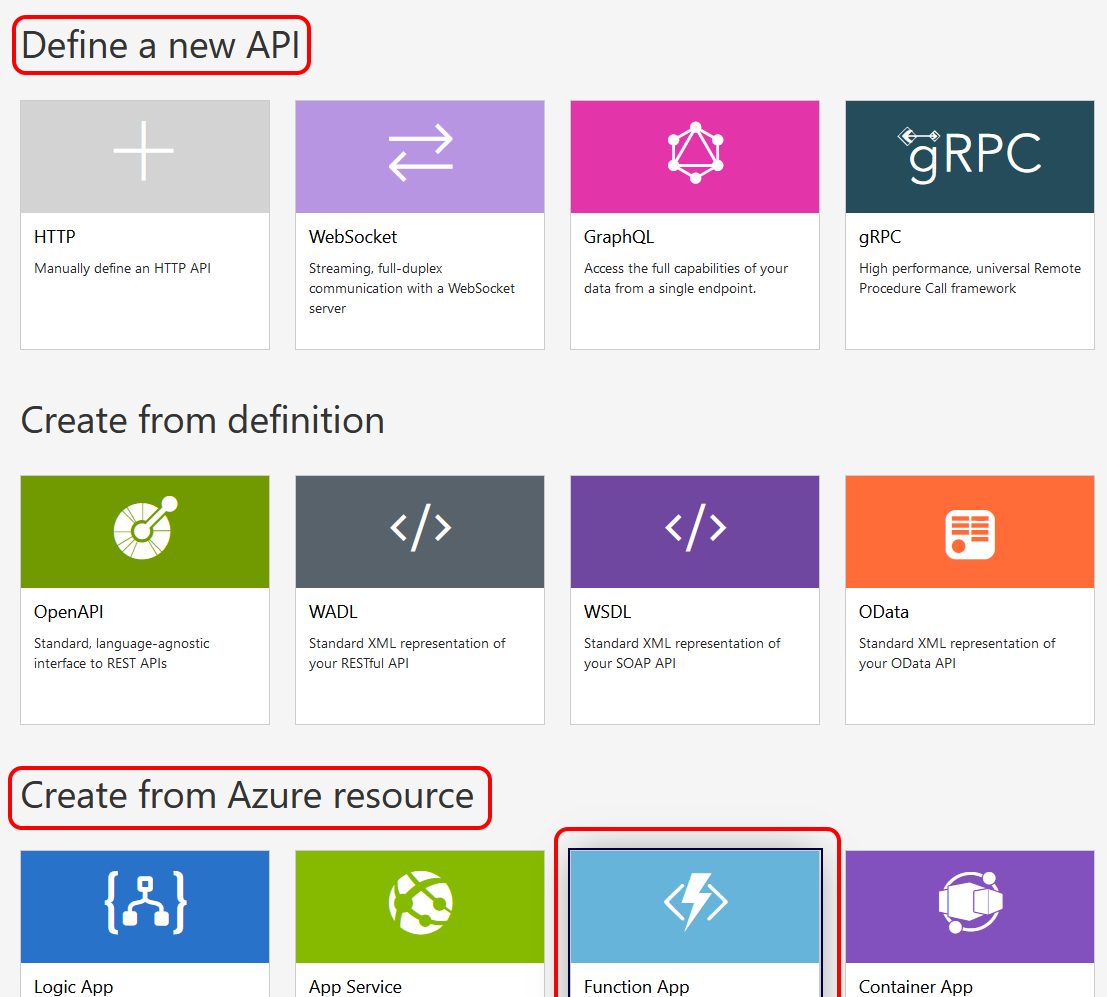 Define a new API
gRPC
HTTP
Manually define an HTTP API
WebSocket
Streaming, full-duplex
communication with a WebSocket
server
GraphQL
Access the full capabilities of your
data from a single endpoint.
gRPC
High performance, universal Remote
Procedure Call framework
Create from definition
</>
</>
OpenAPI
Standard, language-agnostic
interface to REST APIs
WADL
Standard XML representation of
your RESTful API
WSDL
Standard XML representation of
your SOAP API
OData
Standard XML representation of
your OData API
Create from Azure resource
Logic App
App Service
Function App
Container App